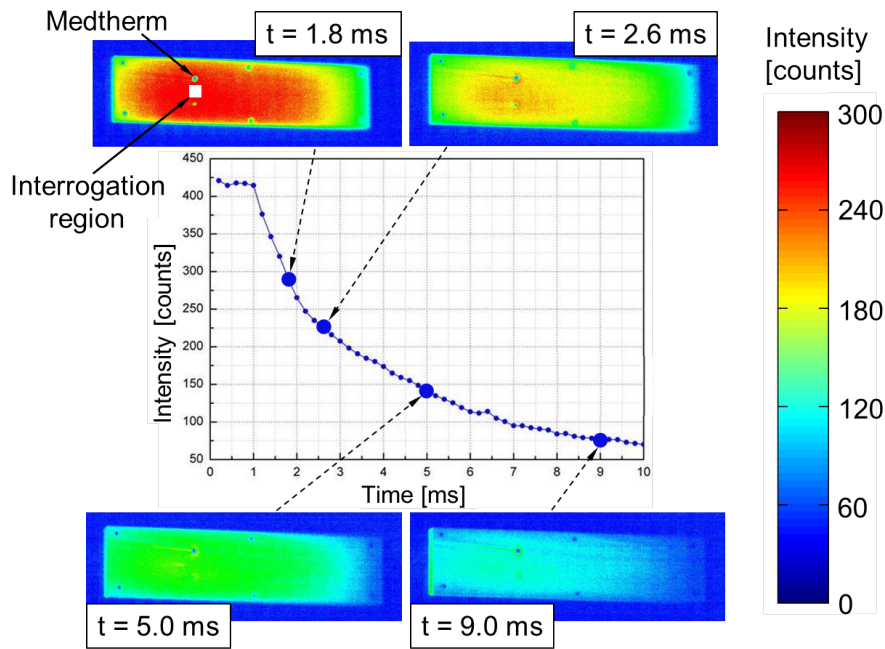 Medtherm
t = 1.8 ms
t = 2.6 ms
Intensity
[counts]
Interrogation
region
300
240
180
120
60
0
450
400
350
300
250
200
150
100
50
Intensity [counts]
0 1 2 3 4 5 6 7 8 9 10
Time [ms]
t = 5.0 ms
t = 9.0 ms